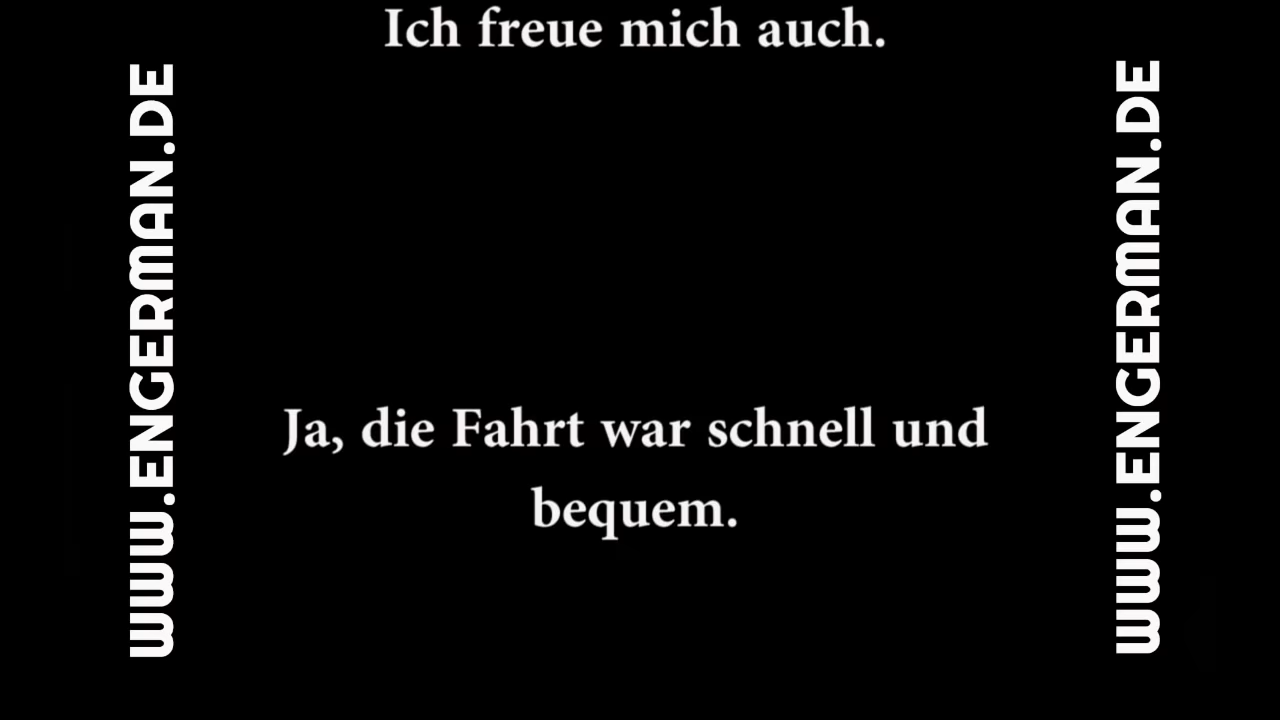 Ich freue mich auch.
WWW.ENGERMAN.DE
WWW.ENGERMAN.DE
Ja, die Fahrt war schnell und
bequem.